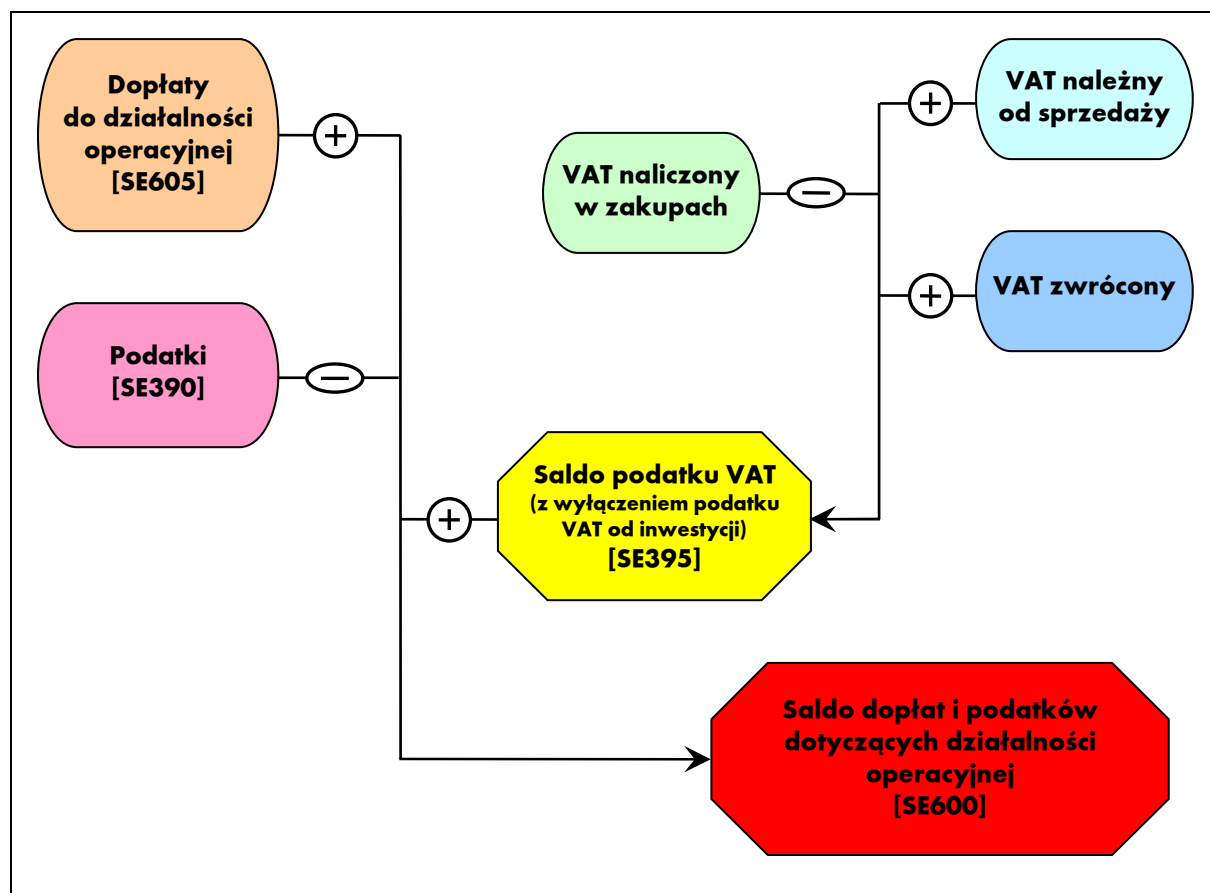 Dopłaty
do działalności
operacyjnej
[SE605]
+
VAT należny
od sprzedaży
+
VAT naliczony
w zakupach
−
VAT zwrócony
+
Podatki
[SE390]
−
Saldo podatku VAT
(z wyłączeniem podatku
VAT od inwestycji)
[SE395]
+
Saldo dopłat i podatków
dotyczących działalności
operacyjnej
[SE600]